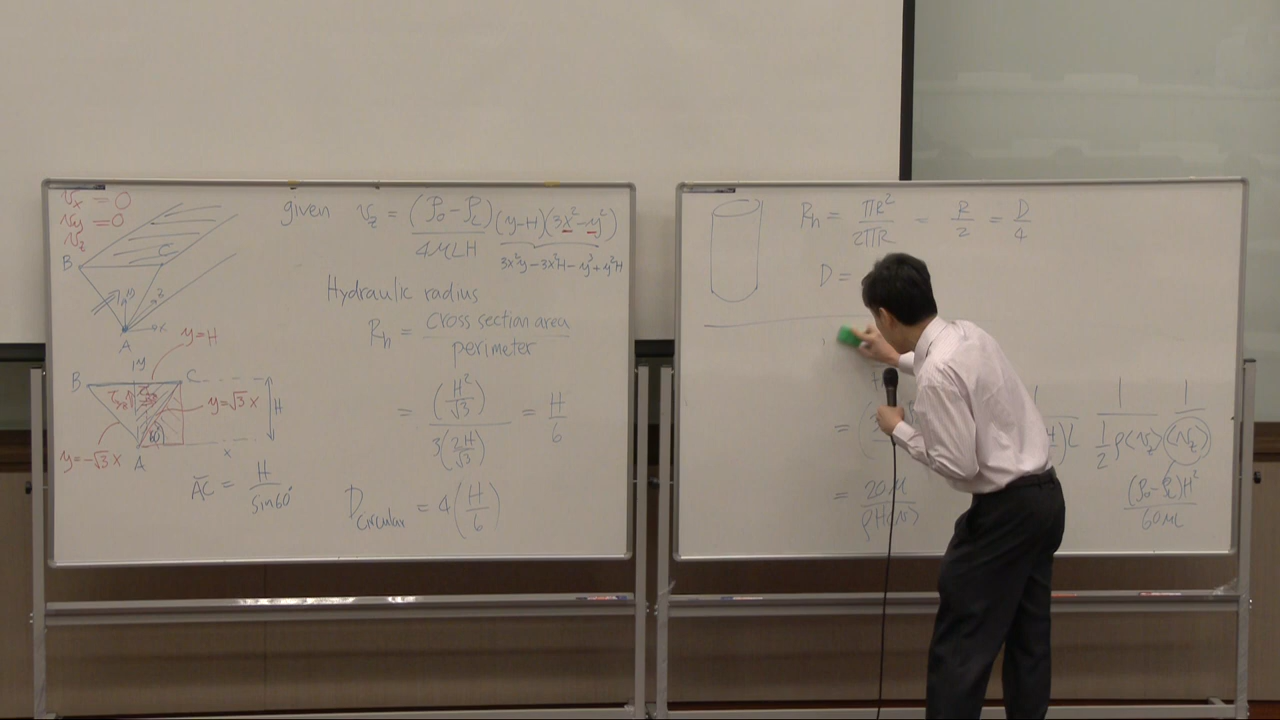 vx = 0
vy = 0
vz
B
C
y
z
x
A
given vz = (P0 - PL) / 4μLH (y-H)(3x² - y²)
3x²y - 3x²H - y³ + y²H
Hydraulic radius
Rh = cross section area / perimeter
= (H²/√3) / 3(2H/√3) = H/6
Dcircular = 4(H/6)
y
y=H
B
C
H
y=√3 x
60°
y=-√3 x
A
x
AC = H / sin60°
Rh = πR² / 2πR = R/2 = D/4
D =
=
)L 1 / ½ρ⟨vz⟩ 1 / ⟨vz⟩
= 20μ / ρH⟨v⟩
(P0 - PL)H² / 60μL